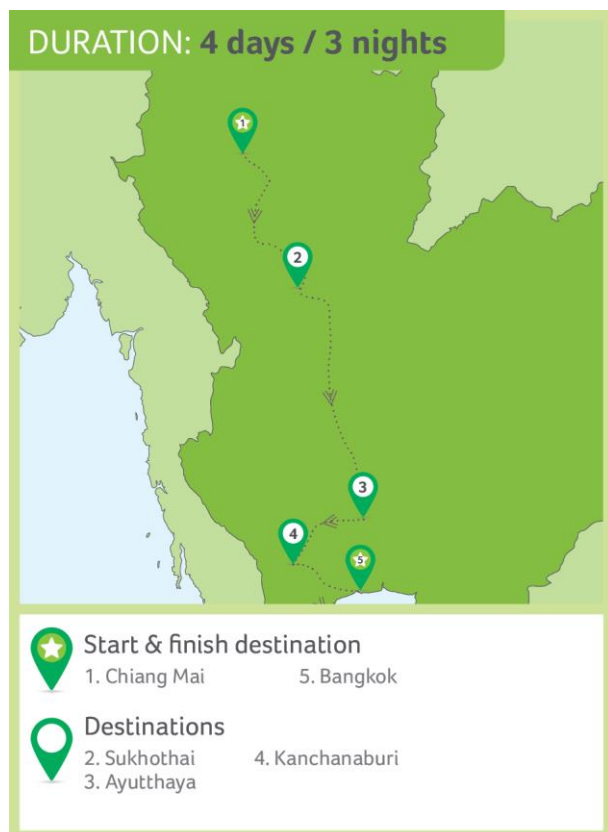 DURATION: 4 days / 3 nights
1
2
3
4
5
Start & finish destination
1. Chiang Mai 5. Bangkok
Destinations
2. Sukhothai 4. Kanchanaburi
3. Ayutthaya